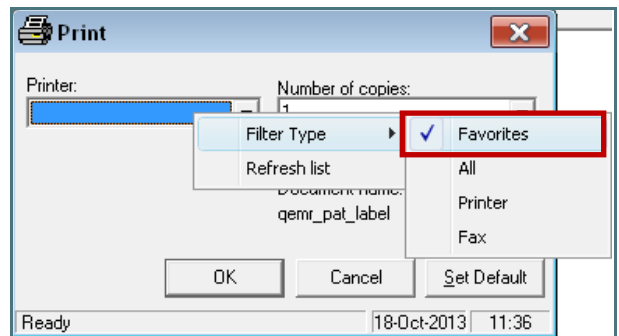 Print
Printer:
Number of copies:
1
Filter Type
Favorites
Refresh list
All
Document name:
Printer
qemr_pat_label
Fax
OK
Cancel
Set Default
Ready
18-Oct-2013
11:36